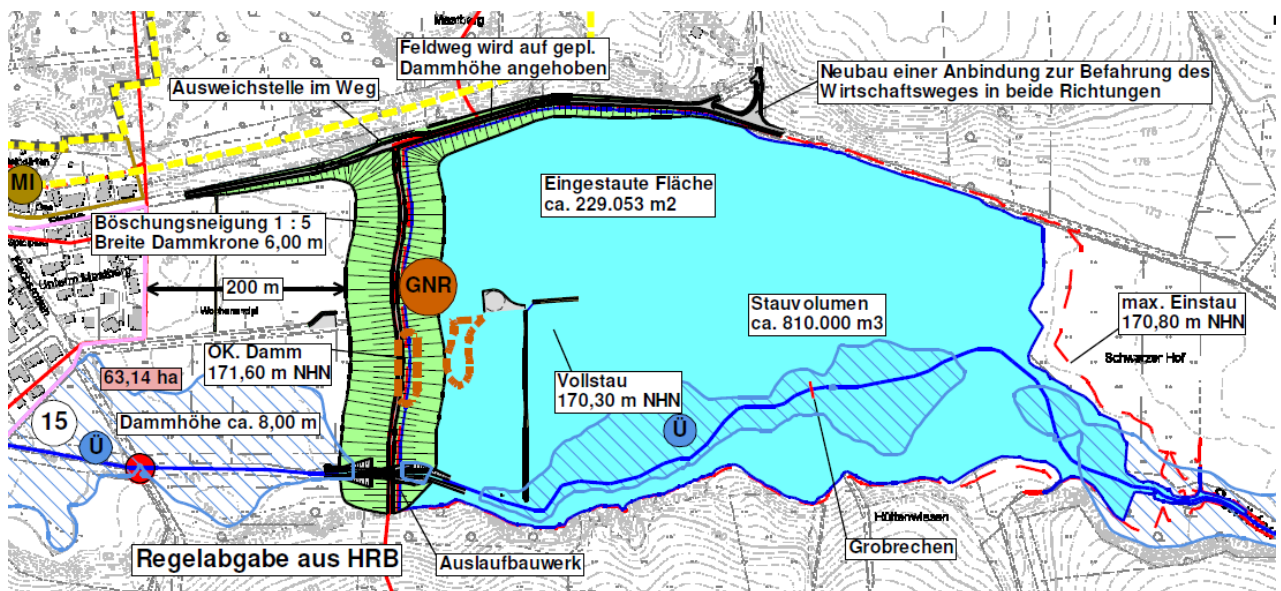 Mastberg
Feldweg wird auf gepl.
Dammhöhe angehoben
Ausweichstelle im Weg
Neubau einer Anbindung zur Befahrung des
Wirtschaftsweges in beide Richtungen
MI
Eingestaute Fläche
ca. 229.053 m2
Böschungsneigung 1 : 5
Breite Dammkrone 6,00 m
Unterm Mastberg
200 m
GNR
Stauvolumen
ca. 810.000 m3
max. Einstau
170,80 m NHN
Schwarzer Hof
OK. Damm
171,60 m NHN
63,14 ha
Vollstau
170,30 m NHN
15
Dammhöhe ca. 8,00 m
Ü
Ü
Hüttenwiesen
Regelabgabe aus HRB
Auslaufbauwerk
Grobrechen